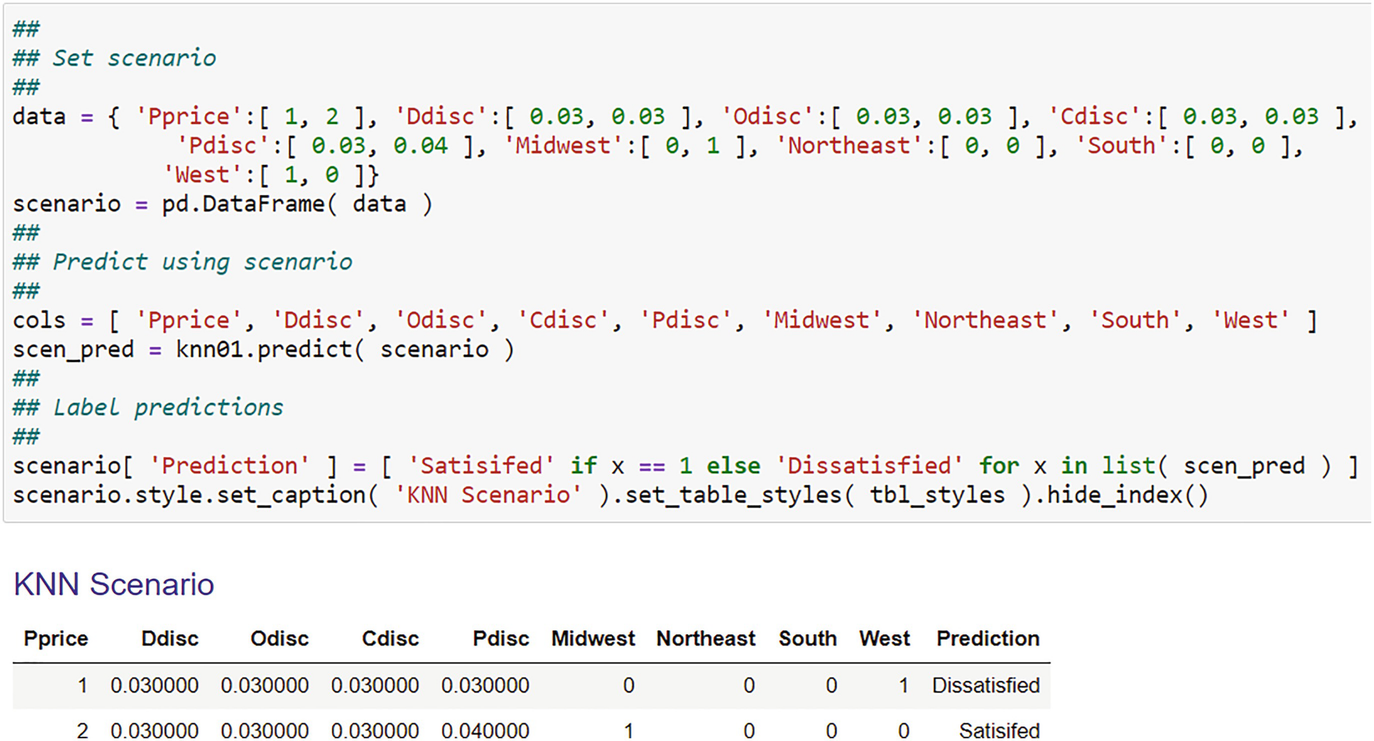 ##
## Set scenario
##
data = { 'Pprice':[ 1, 2 ], 'Ddisc':[ 0.03, 0.03 ], 'Odisc':[ 0.03, 0.03 ], 'Cdisc':[ 0.03, 0.03 ],
'Pdisc':[ 0.03, 0.04 ], 'Midwest':[ 0, 1 ], 'Northeast':[ 0, 0 ], 'South':[ 0, 0 ],
'West':[ 1, 0 ]}
scenario = pd.DataFrame( data )
##
## Predict using scenario
##
cols = [ 'Pprice', 'Ddisc', 'Odisc', 'Cdisc', 'Pdisc', 'Midwest', 'Northeast', 'South', 'West' ]
scen_pred = knn01.predict( scenario )
##
## Label predictions
##
scenario[ 'Prediction' ] = [ 'Satisifed' if x == 1 else 'Dissatisfied' for x in list( scen_pred ) ]
scenario.style.set_caption( 'KNN Scenario' ).set_table_styles( tbl_styles ).hide_index()
KNN Scenario
Pprice Ddisc Odisc Cdisc Pdisc Midwest Northeast South West Prediction
1 0.030000 0.030000 0.030000 0.030000 0 0 0 1 Dissatisfied
2 0.030000 0.030000 0.030000 0.040000 1 0 0 0 Satisifed